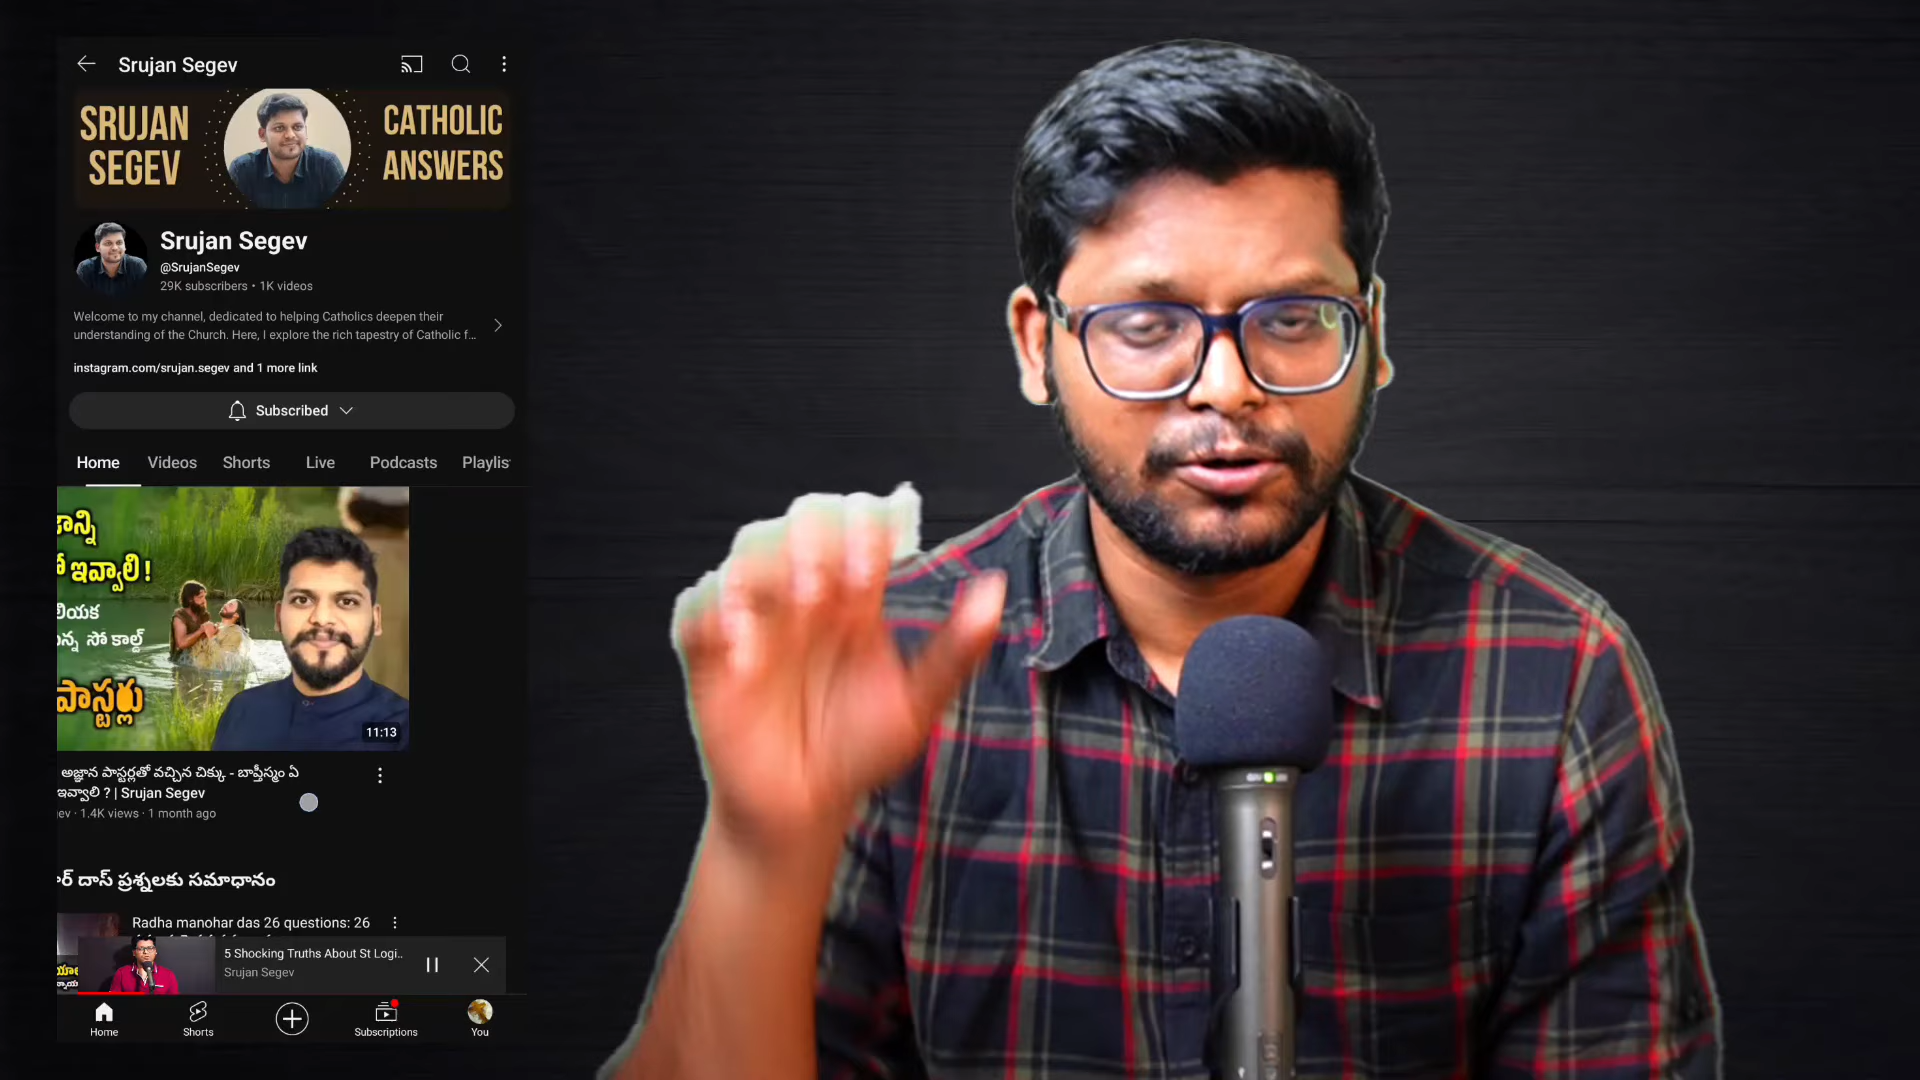 Srujan Segev
SRUJAN
SEGEV
CATHOLIC
ANSWERS
Srujan Segev
@SrujanSegev
29K subscribers • 1K videos
Welcome to my channel, dedicated to helping Catholics deepen their
understanding of the Church. Here, I explore the rich tapestry of Catholic f...
instagram.com/srujan.segev and 1 more link
Subscribed
Home Videos Shorts Live Podcasts Playlis
ఇవ్వాలి !
సో కాల్డ్
పాస్టర్లు
11:13
అజ్ఞాన పాస్టర్లతో వచ్చిన చిక్కు - బాప్తీస్మం ఏ
ఇవ్వాలి ? | Srujan Segev
1.4K views · 1 month ago
దాస్ ప్రశ్నలకు సమాధానం
Radha manohar das 26 questions: 26
5 Shocking Truths About St Logi..
Srujan Segev
Home Shorts Subscriptions You